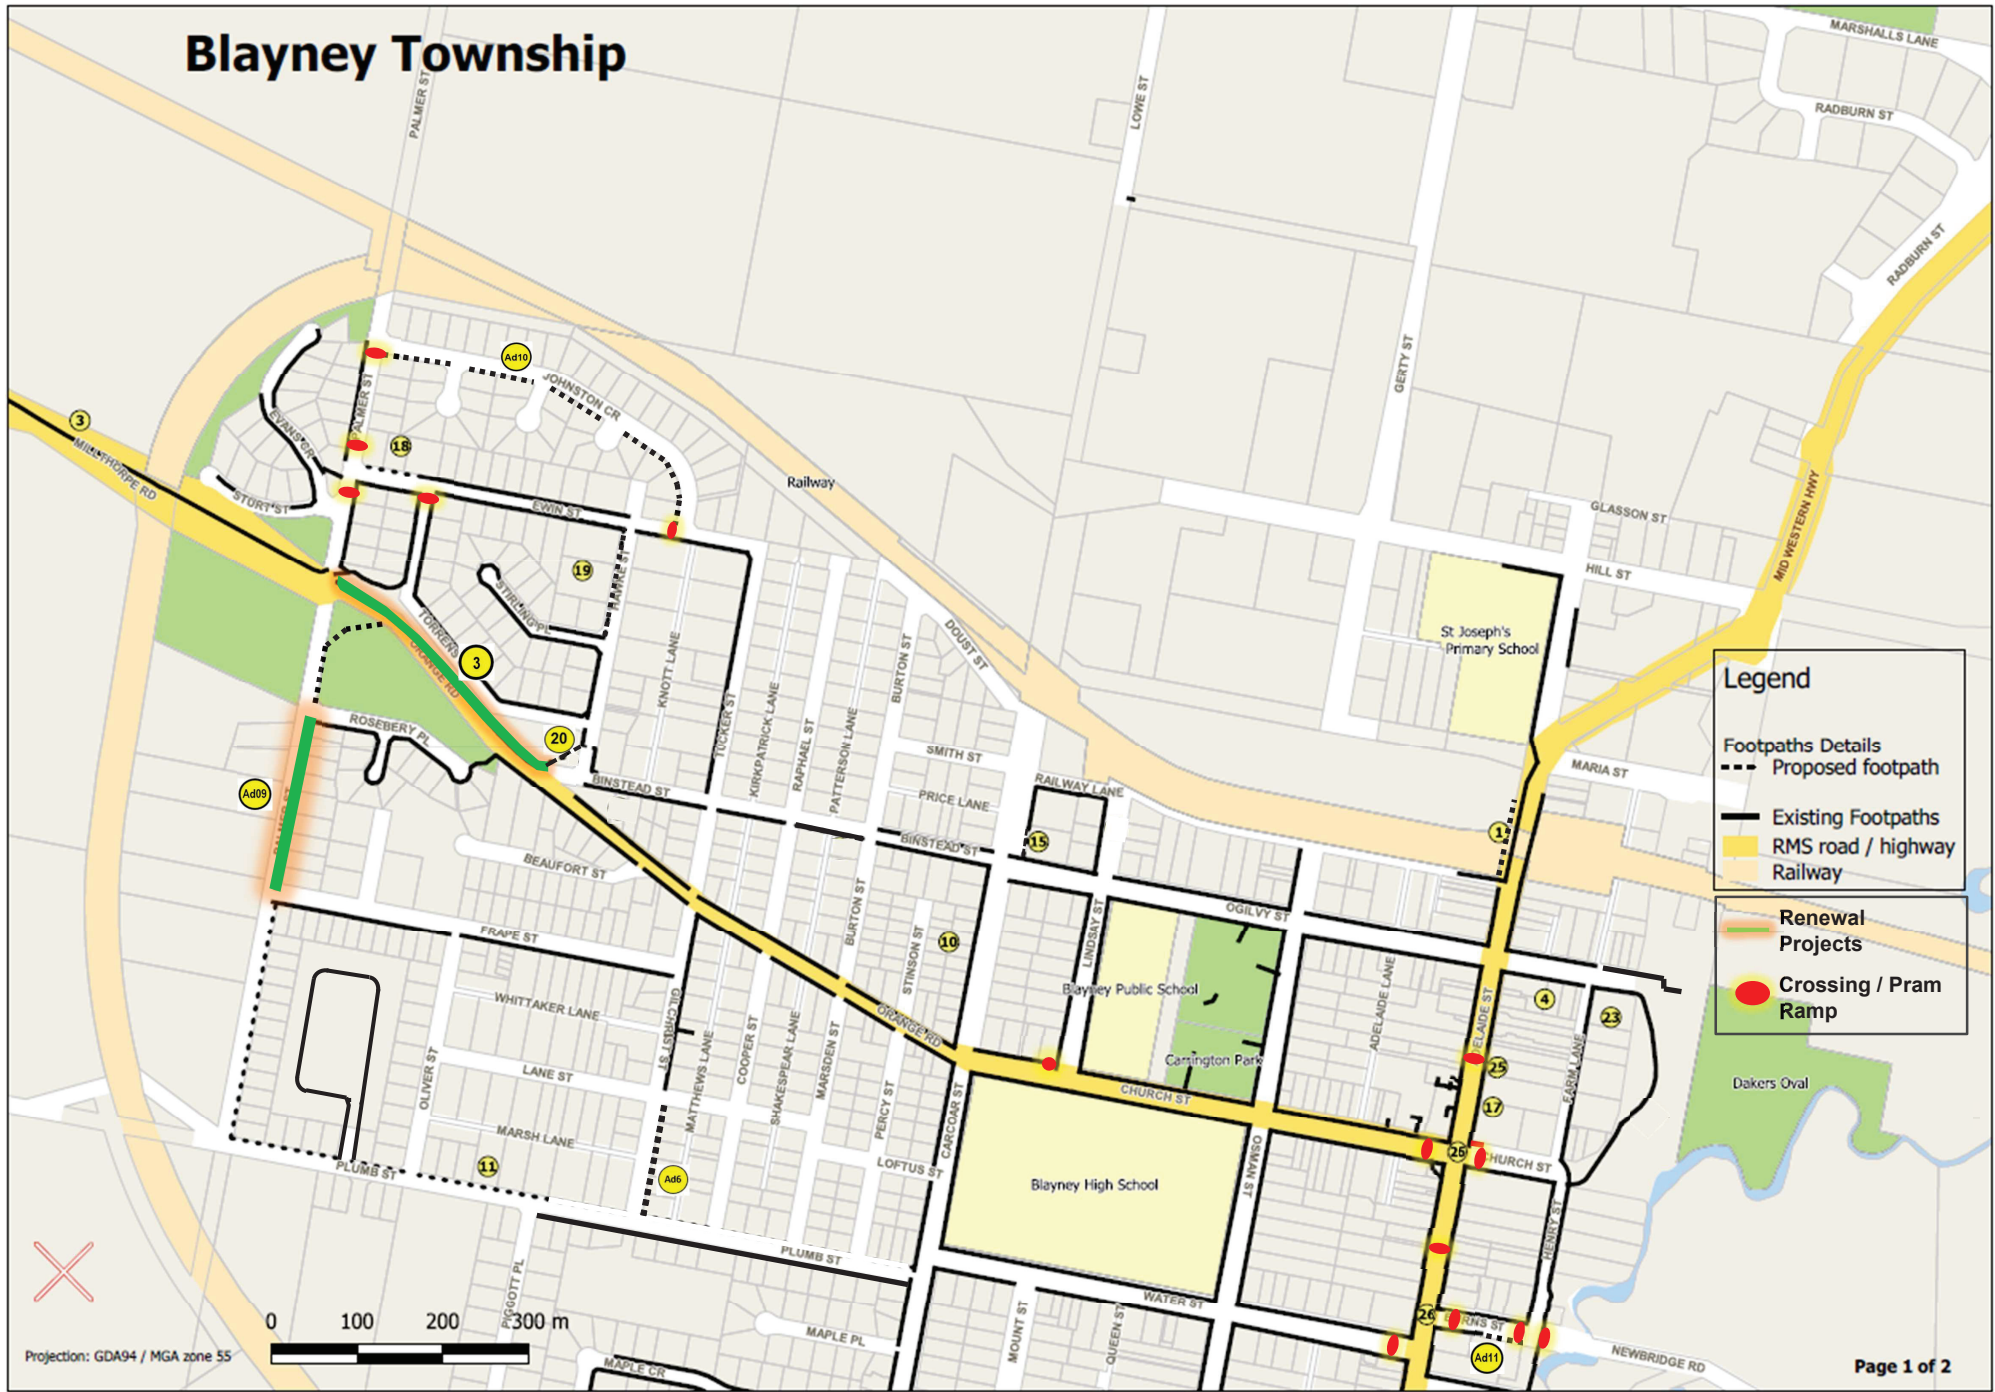 Blayney Township
PALMER ST
LOWE ST
MARSHALLS LANE
RADBURN ST
RADBURN ST
GERTY ST
MID WESTERN HWY
GLASSON ST
HILL ST
Ad10
JOHNSTON CR
PALMER ST
EVANS CR
3
MILLTHORPE RD
18
STURT ST
EWIN ST
Railway
19
HAWKE ST
STIRLING PL
TORRENS
ORANGE RD
3
KNOTT LANE
BURTON ST
DOUST ST
St Joseph's
Primary School
TUCKER ST
KIRKPATRICK LANE
RAPHAEL ST
PATTERSON LANE
ROSEBERY PL
20
SMITH ST
MARIA ST
BINSTEAD ST
PRICE LANE
RAILWAY LANE
Ad09
PALMER ST
BINSTEAD ST
15
1
BEAUFORT ST
Legend
Footpaths Details
Proposed footpath
Existing Footpaths
RMS road / highway
Railway
Renewal
Projects
Crossing / Pram
Ramp
FRAPE ST
BURTON ST
STINSON ST
10
LINDSAY ST
OGILVY ST
Blayney Public School
ADELAIDE LANE
ADELAIDE ST
4
23
WHITTAKER LANE
GILCHRIST ST
ORANGE RD
Carrington Park
25
FARM LANE
Dakers Oval
OLIVER ST
LANE ST
MATTHEWS LANE
COOPER ST
SHAKESPEAR LANE
MARSDEN ST
PERCY ST
CARCOAR ST
CHURCH ST
17
MARSH LANE
LOFTUS ST
25
CHURCH ST
PLUMB ST
11
Ad6
Blayney High School
OSMAN ST
HENRY ST
PLUMB ST
PIGGOTT PL
WATER ST
MOUNT ST
QUEEN ST
26
BURNS ST
Ad11
NEWBRIDGE RD
MAPLE PL
MAPLE CR
0 100 200 300 m
Projection: GDA94 / MGA zone 55
Page 1 of 2